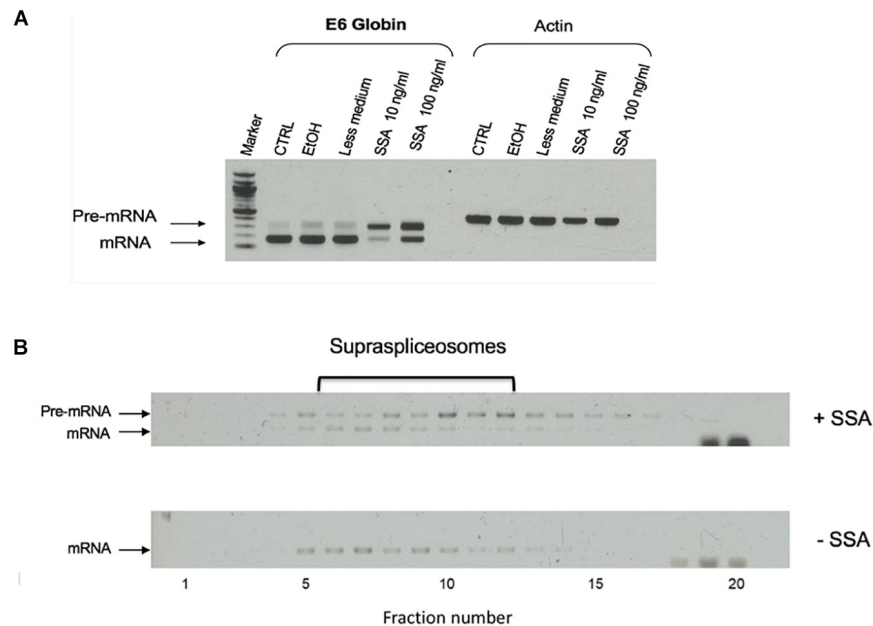 A
E6 Globin
Actin
Marker
CTRL
EtOH
Less medium
SSA 10 ng/ml
SSA 100 ng/ml
CTRL
EtOH
Less medium
SSA 10 ng/ml
SSA 100 ng/ml
Pre-mRNA
mRNA
B
Supraspliceosomes
Pre-mRNA
mRNA
+ SSA
mRNA
- SSA
1 5 10 15 20
Fraction number